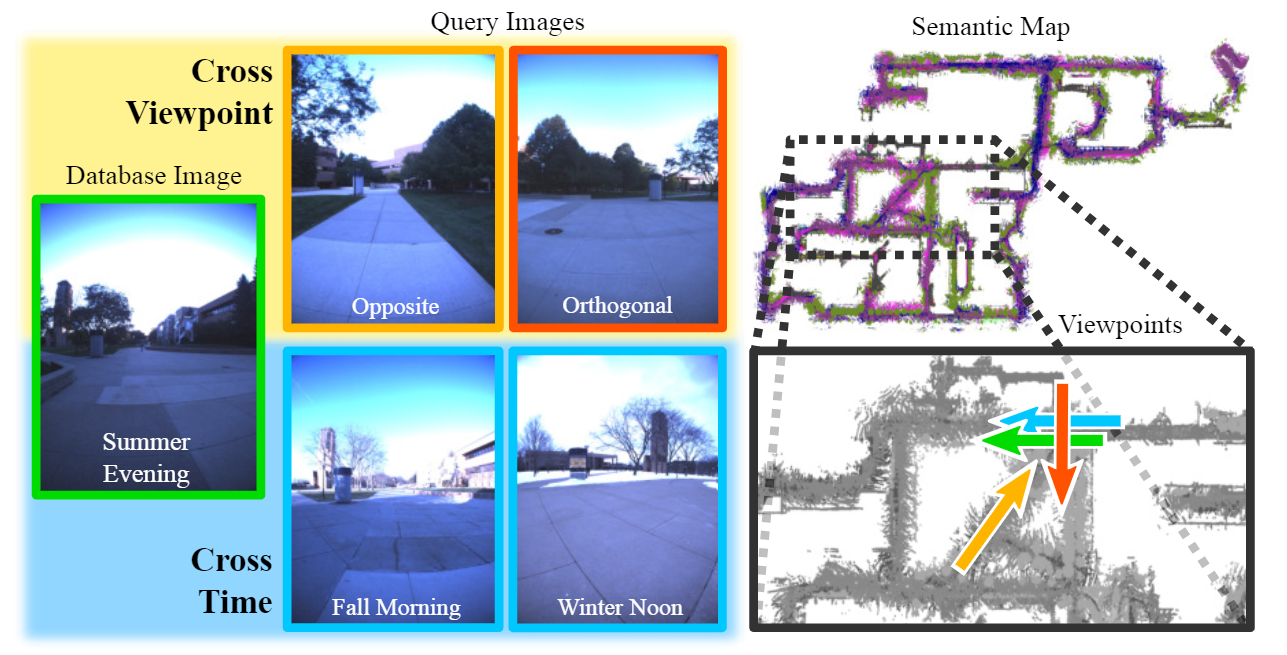 Query Images
Semantic Map
Cross
Viewpoint
Database Image
Opposite
Orthogonal
Viewpoints
Summer
Evening
Cross
Time
Fall Morning
Winter Noon